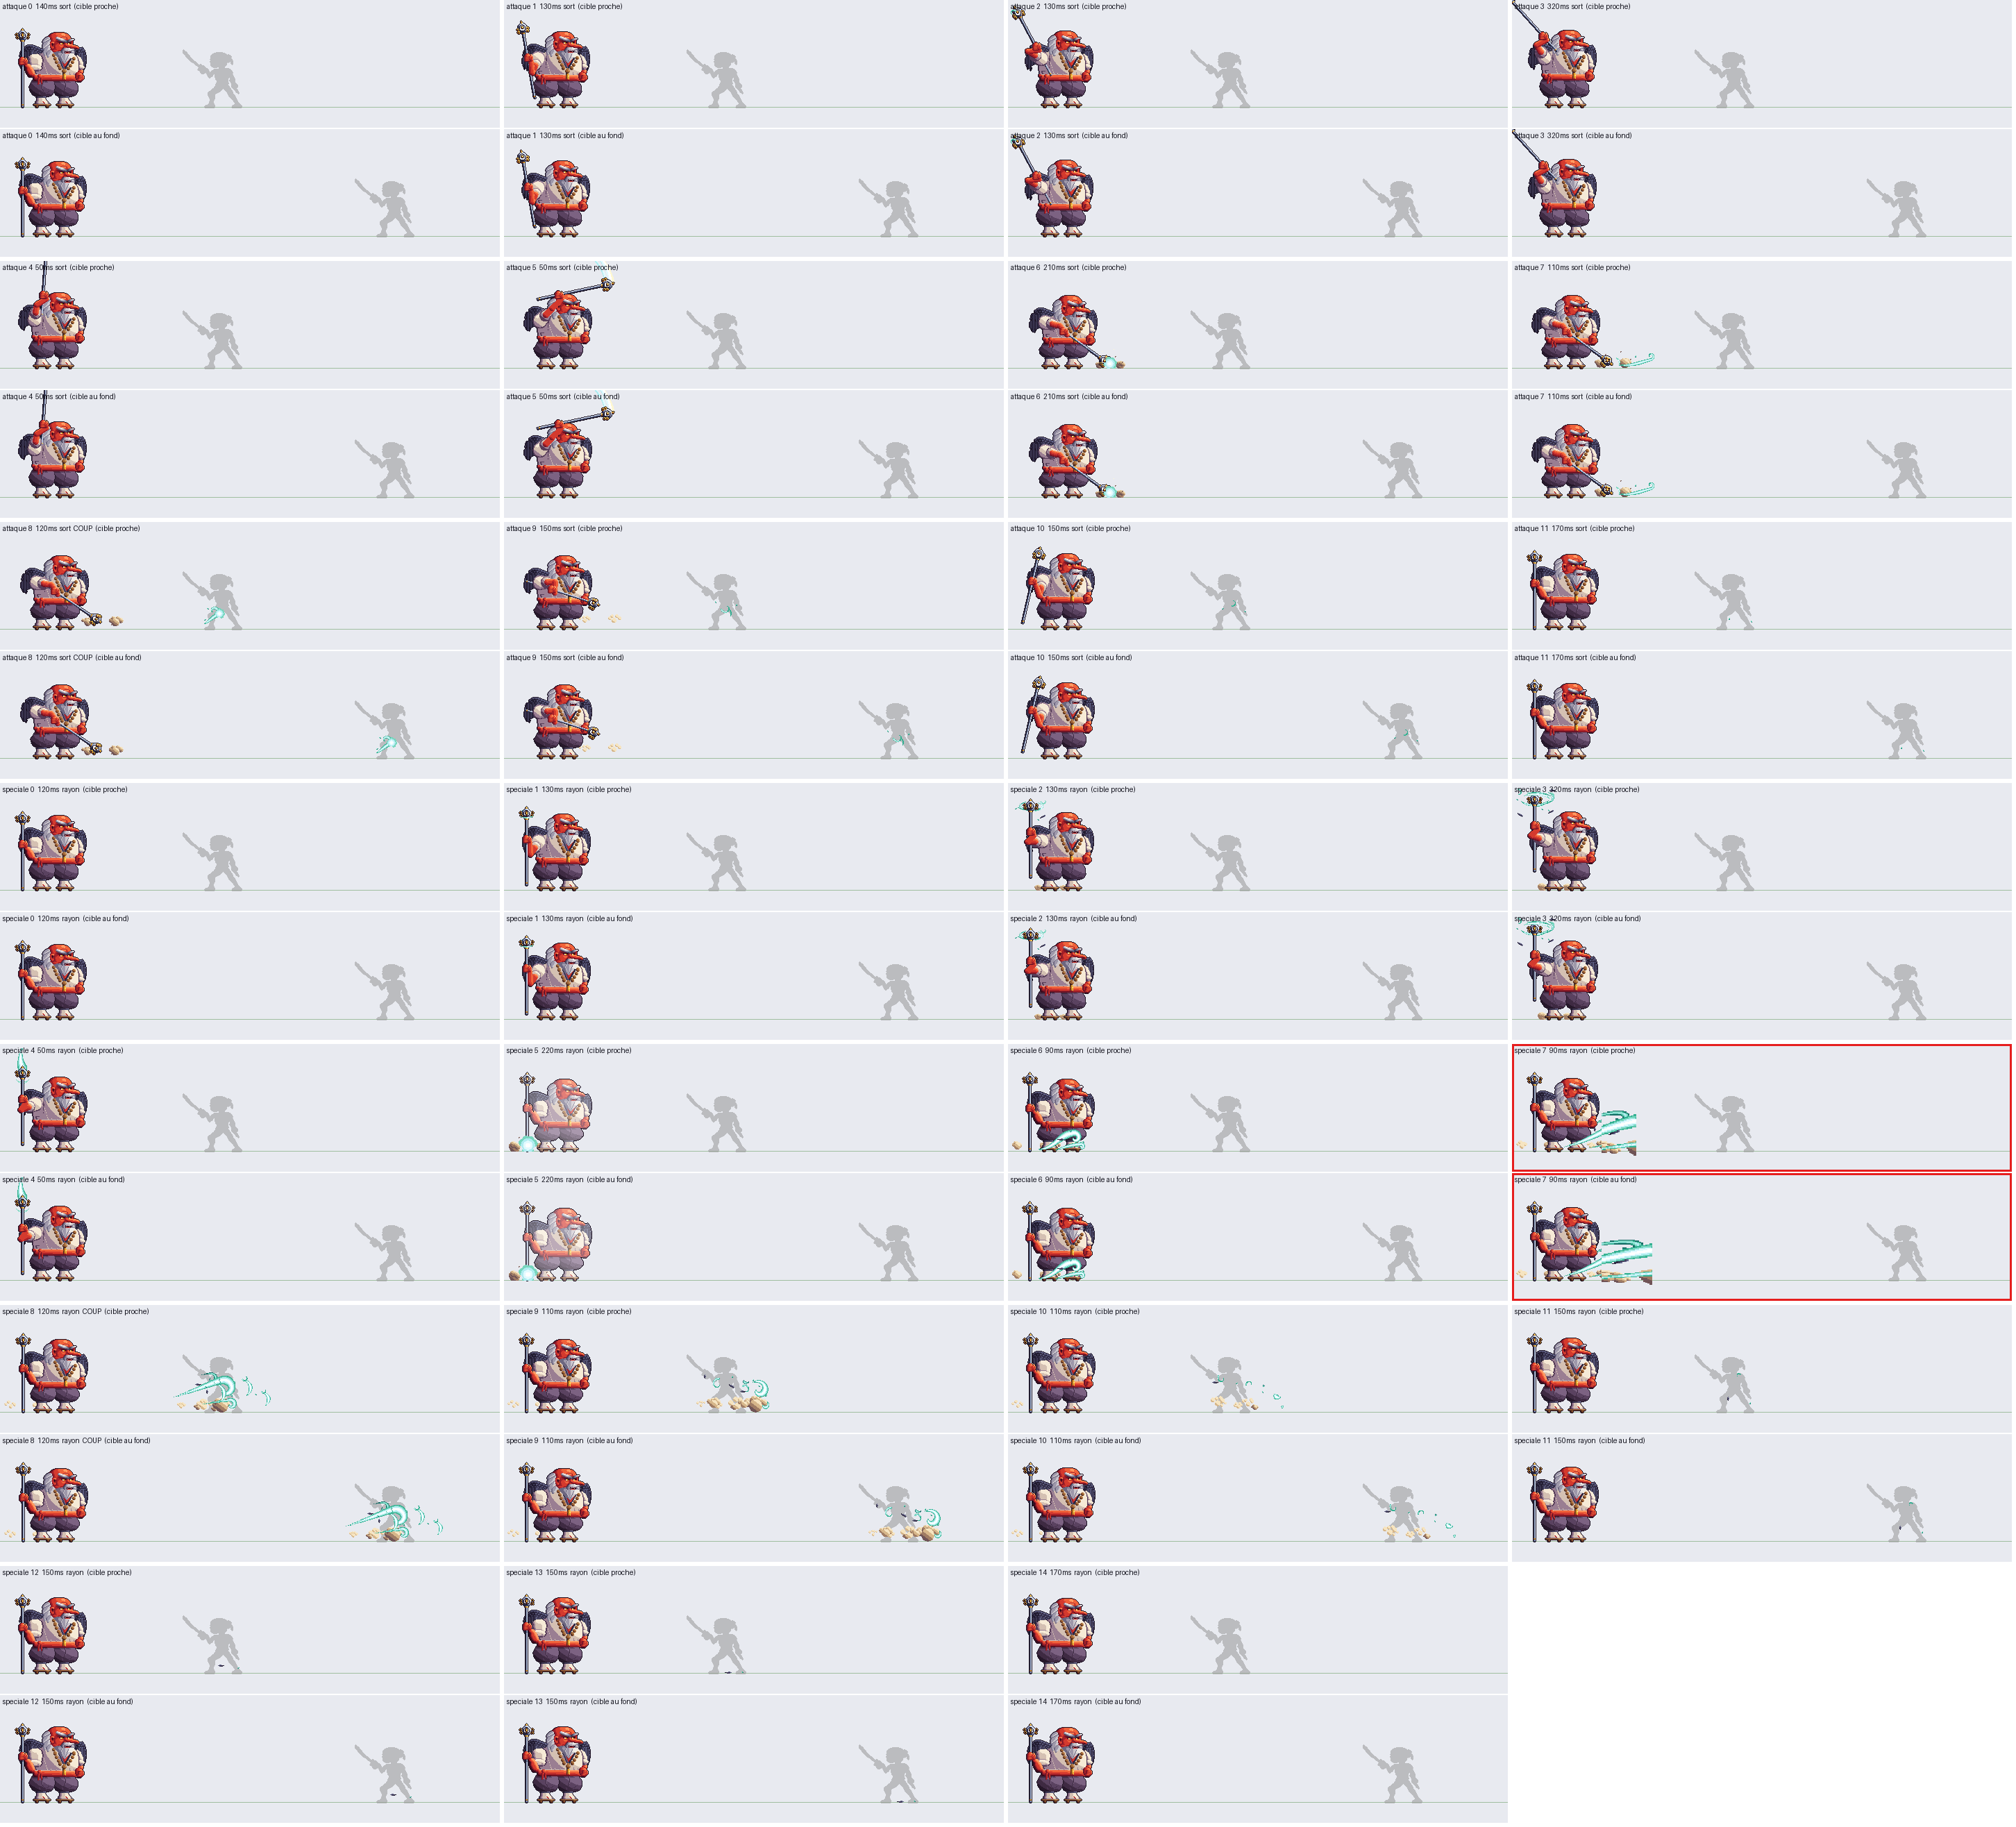 attaque 0 140ms sort (cible proche)
attaque 1 130ms sort (cible proche)
attaque 2 130ms sort (cible proche)
attaque 3 320ms sort (cible proche)
attaque 0 140ms sort (cible au fond)
attaque 1 130ms sort (cible au fond)
attaque 2 130ms sort (cible au fond)
attaque 3 320ms sort (cible au fond)
attaque 4 50ms sort (cible proche)
attaque 5 50ms sort (cible proche)
attaque 6 210ms sort (cible proche)
attaque 7 110ms sort (cible proche)
attaque 4 50ms sort (cible au fond)
attaque 5 50ms sort (cible au fond)
attaque 6 210ms sort (cible au fond)
attaque 7 110ms sort (cible au fond)
attaque 8 120ms sort COUP (cible proche)
attaque 9 150ms sort (cible proche)
attaque 10 150ms sort (cible proche)
attaque 11 170ms sort (cible proche)
attaque 8 120ms sort COUP (cible au fond)
attaque 9 150ms sort (cible au fond)
attaque 10 150ms sort (cible au fond)
attaque 11 170ms sort (cible au fond)
speciale 0 120ms rayon (cible proche)
speciale 1 130ms rayon (cible proche)
speciale 2 130ms rayon (cible proche)
speciale 3 320ms rayon (cible proche)
speciale 0 120ms rayon (cible au fond)
speciale 1 130ms rayon (cible au fond)
speciale 2 130ms rayon (cible au fond)
speciale 3 320ms rayon (cible au fond)
speciale 4 50ms rayon (cible proche)
speciale 5 220ms rayon (cible proche)
speciale 6 90ms rayon (cible proche)
speciale 7 90ms rayon (cible proche)
speciale 4 50ms rayon (cible au fond)
speciale 5 220ms rayon (cible au fond)
speciale 6 90ms rayon (cible au fond)
speciale 7 90ms rayon (cible au fond)
speciale 8 120ms rayon COUP (cible proche)
speciale 9 110ms rayon (cible proche)
speciale 10 110ms rayon (cible proche)
speciale 11 150ms rayon (cible proche)
speciale 8 120ms rayon COUP (cible au fond)
speciale 9 110ms rayon (cible au fond)
speciale 10 110ms rayon (cible au fond)
speciale 11 150ms rayon (cible au fond)
speciale 12 150ms rayon (cible proche)
speciale 13 150ms rayon (cible proche)
speciale 14 170ms rayon (cible proche)
speciale 12 150ms rayon (cible au fond)
speciale 13 150ms rayon (cible au fond)
speciale 14 170ms rayon (cible au fond)